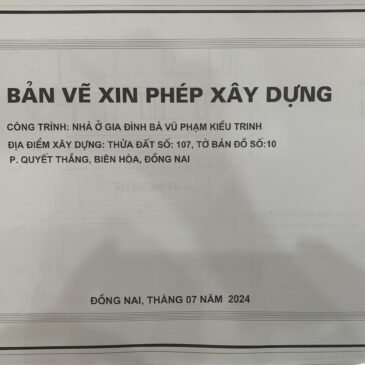 BẢN VẼ XIN PHÉP XÂY DỰNG
CÔNG TRÌNH: NHÀ Ở GIA ĐÌNH BÀ VŨ PHẠM KIỀU TRINH
ĐỊA ĐIỂM XÂY DỰNG: THỬA ĐẤT SỐ: 107, TỜ BẢN ĐỒ SỐ:10
P. QUYẾT THẮNG, BIÊN HÒA, ĐỒNG NAI
ĐỒNG NAI, THÁNG 07 NĂM 2024